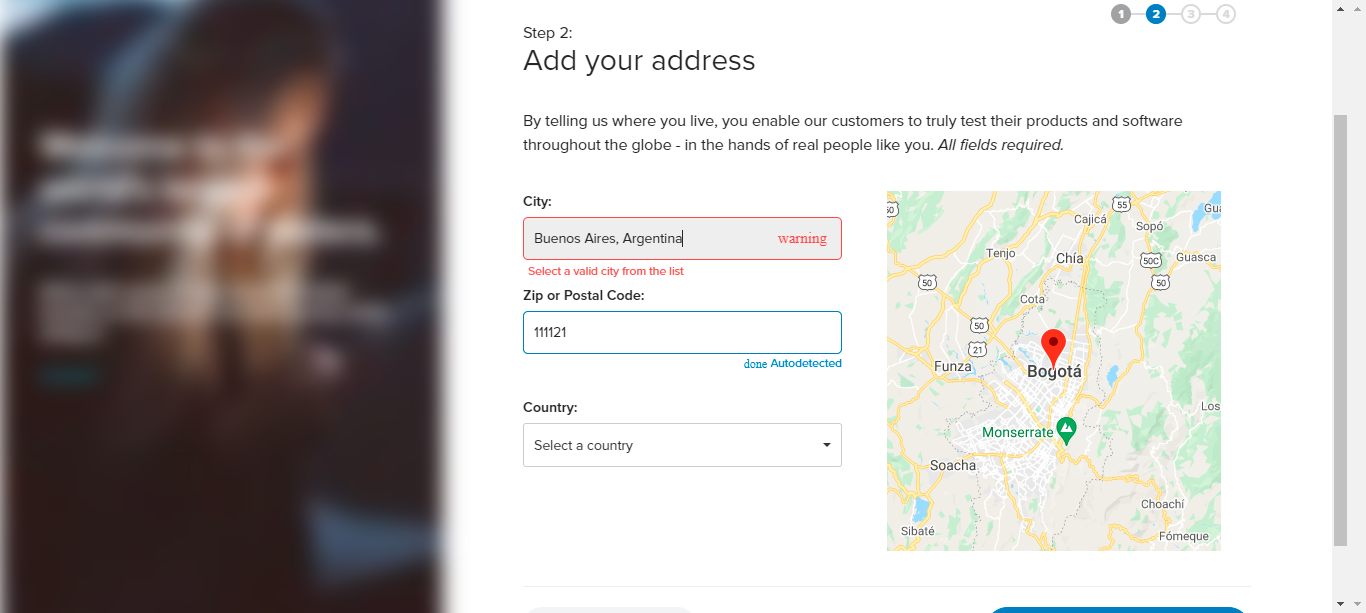 1 2 3 4
Step 2:
Add your address
By telling us where you live, you enable our customers to truly test their products and software
throughout the globe - in the hands of real people like you. All fields required.
City:
Buenos Aires, Argentina warning
Select a valid city from the list
Zip or Postal Code:
111121
done Autodetected
Country:
Select a country
55
50
Gua
Cajicá
Sopó
Tenjo
Chía
50C
Guasca
50
50
Cota
50
21
Funza
Bogotá
Los
Monserrate
Soacha
Choachí
Sibaté
Fómeque